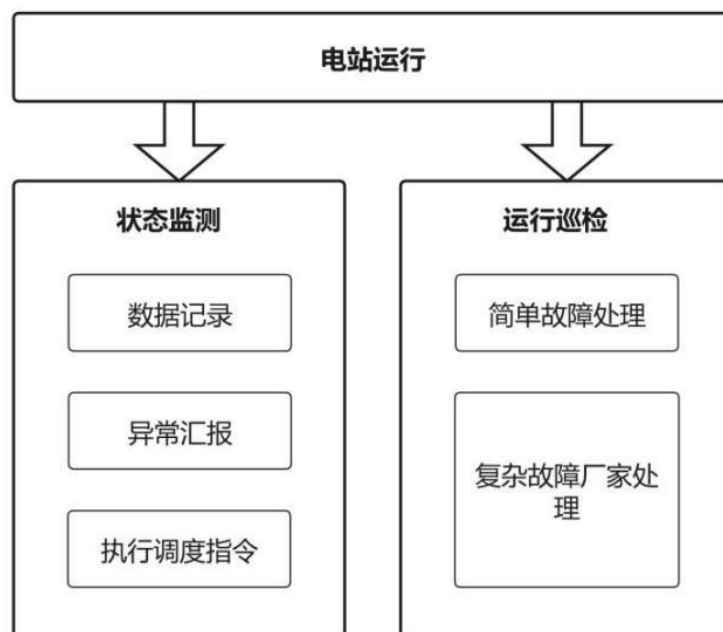 电站运行
状态监测
数据记录
异常汇报
执行调度指令
运行巡检
简单故障处理
复杂故障厂家处
理